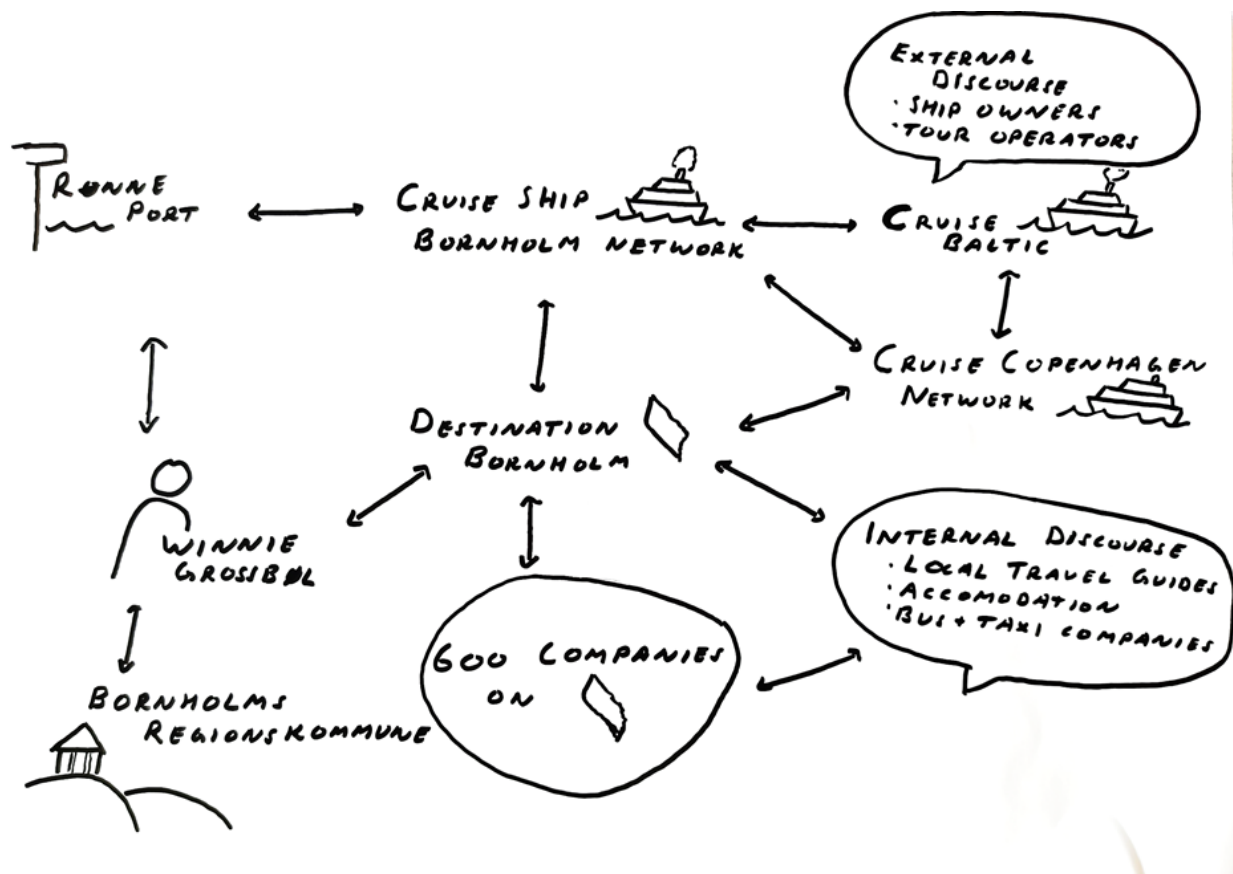 EXTERNAL
DISCOURSE
· SHIP OWNERS
· TOUR OPERATORS
RØNNE
PORT
CRUISE SHIP
BORNHOLM NETWORK
CRUISE
BALTIC
CRUISE COPENHAGEN
NETWORK
DESTINATION
BORNHOLM
WINNIE
GROSSBØL
INTERNAL DISCOURSE
· LOCAL TRAVEL GUIDES
· ACCOMODATION
· BUS + TAXI COMPANIES
600 COMPANIES
ON
BORNHOLMS
REGIONSKOMMUNE